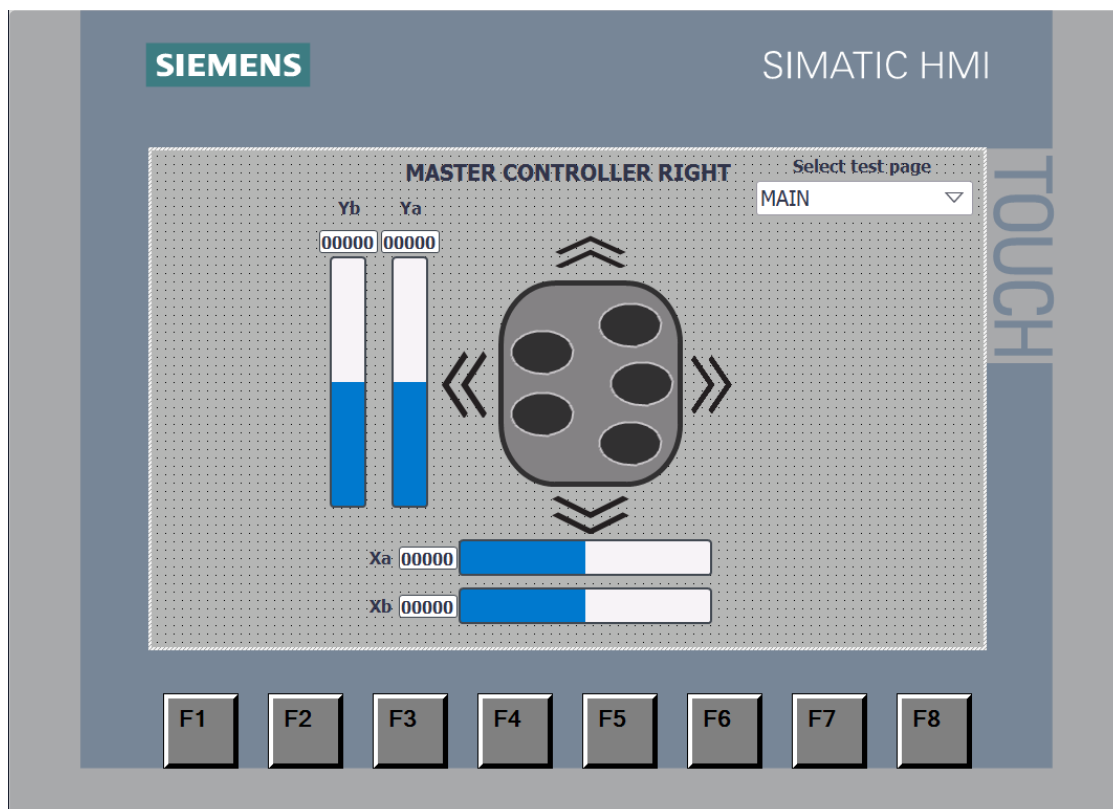 SIEMENS
SIMATIC HMI
TOUCH
MASTER CONTROLLER RIGHT
Select test page
MAIN
Yb Ya
00000 00000
Xa 00000
Xb 00000
F1 F2 F3 F4 F5 F6 F7 F8